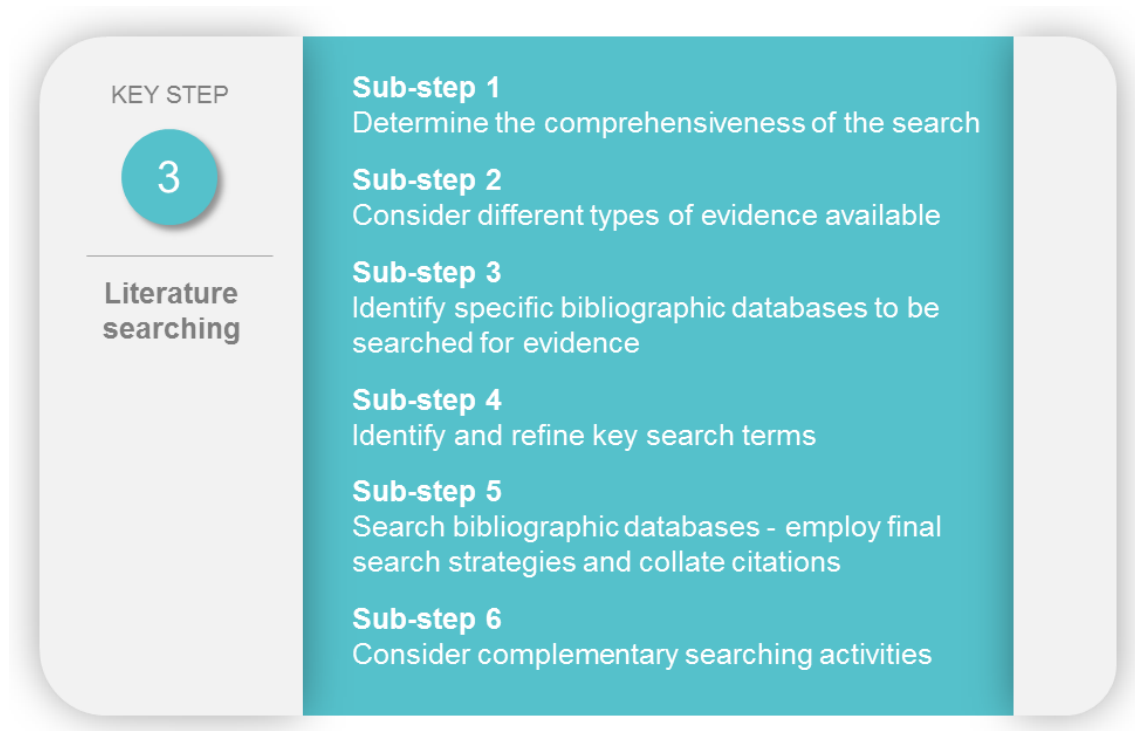 KEY STEP
3
Literature
searching
Sub-step 1
Determine the comprehensiveness of the search
Sub-step 2
Consider different types of evidence available
Sub-step 3
Identify specific bibliographic databases to be
searched for evidence
Sub-step 4
Identify and refine key search terms
Sub-step 5
Search bibliographic databases - employ final
search strategies and collate citations
Sub-step 6
Consider complementary searching activities